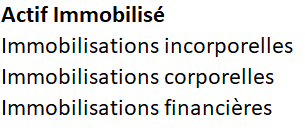 Actif Immobilisé
Immobilisations incorporelles
Immobilisations corporelles
Immobilisations financières